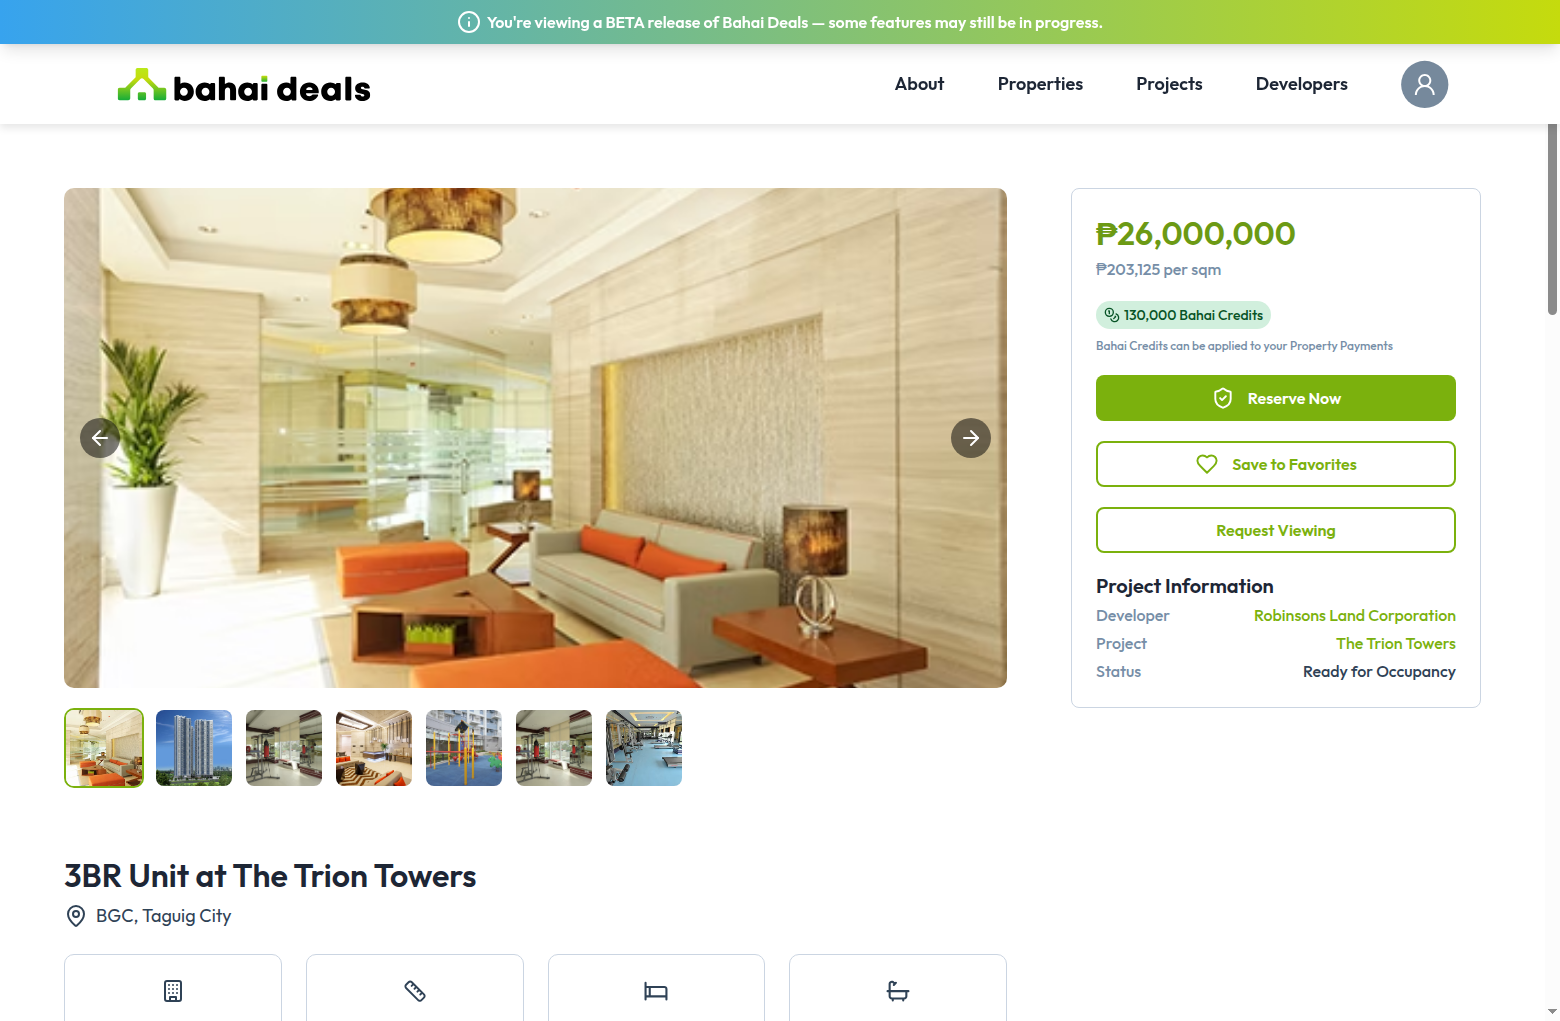 You're viewing a BETA release of Bahai Deals — some features may still be in progress.
bahai deals
About
Properties
Projects
Developers
₱26,000,000
₱203,125 per sqm
130,000 Bahai Credits
Bahai Credits can be applied to your Property Payments
Reserve Now
Save to Favorites
Request Viewing
Project Information
Developer Robinsons Land Corporation
Project The Trion Towers
Status Ready for Occupancy
3BR Unit at The Trion Towers
BGC, Taguig City